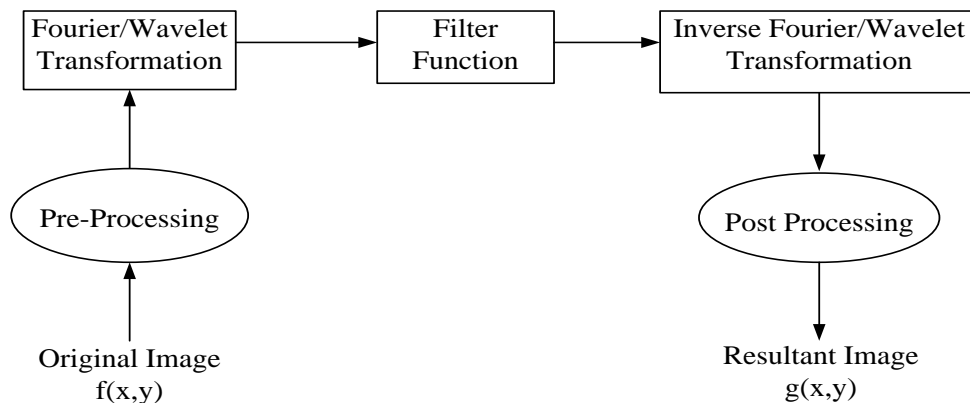 Fourier/Wavelet
Transformation
Filter
Function
Inverse Fourier/Wavelet
Transformation
Pre-Processing
Post Processing
Original Image
f(x,y)
Resultant Image
g(x,y)